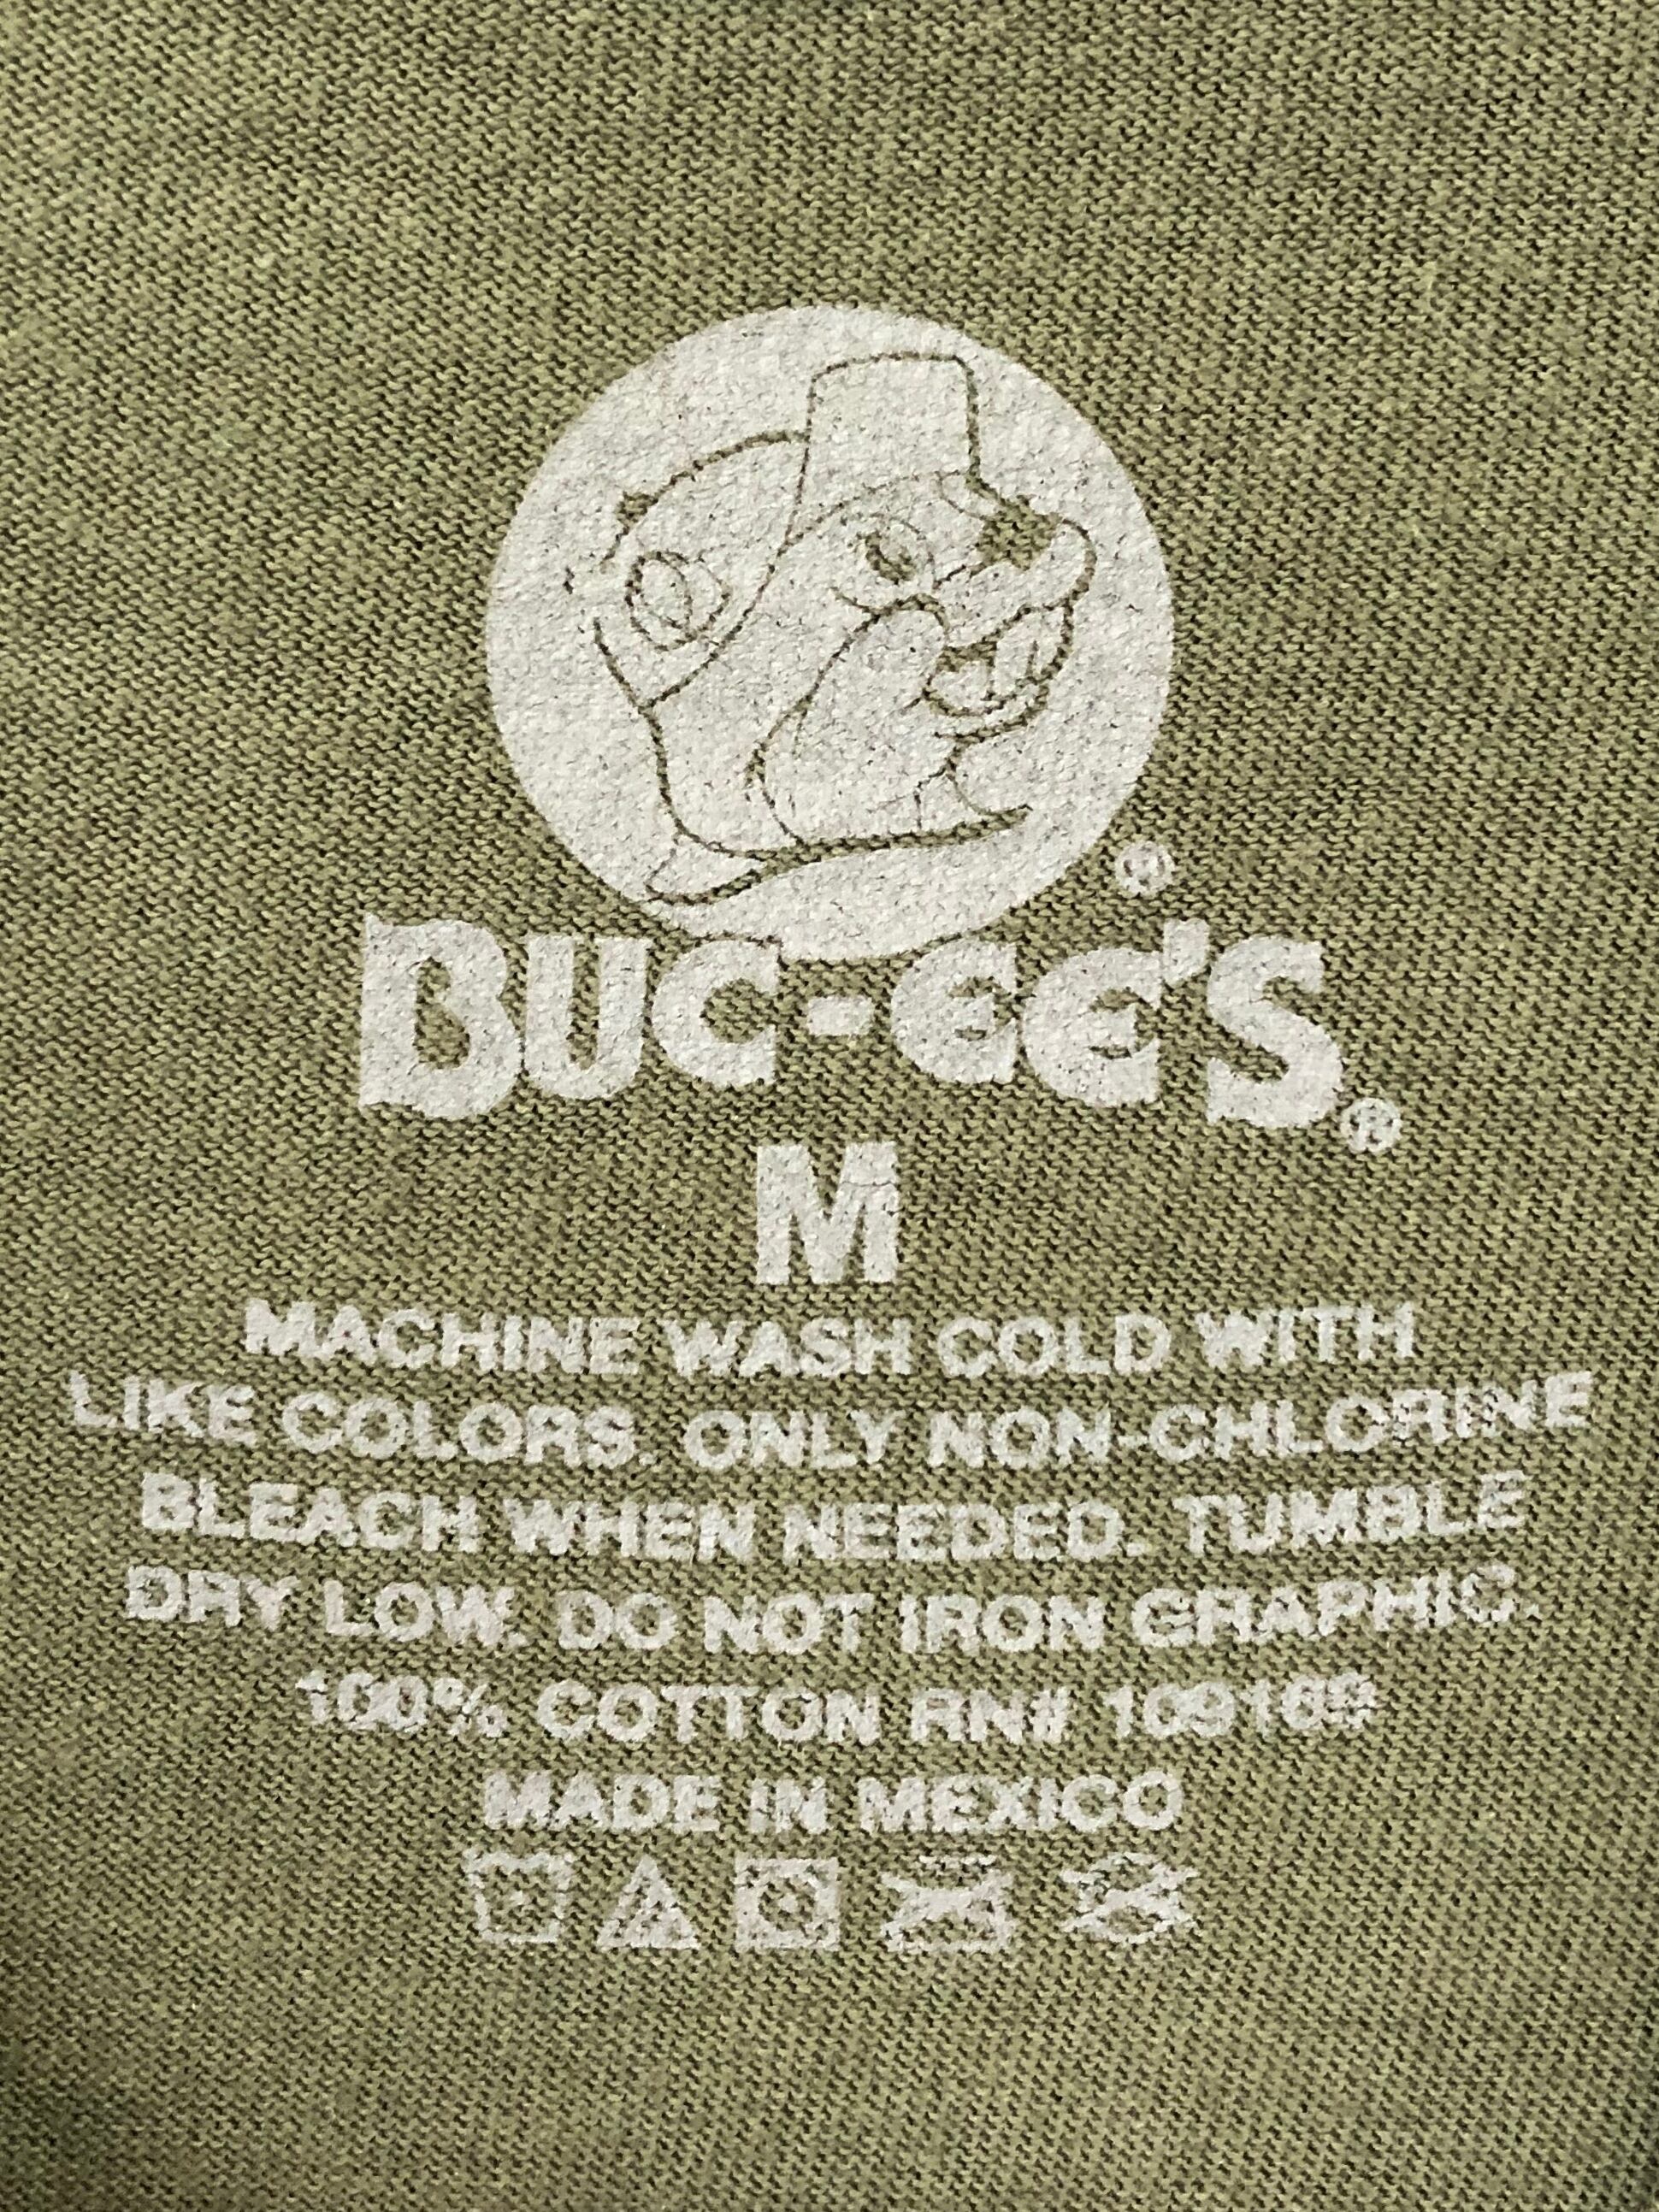 ®
BUC-EE'S®
M
MACHINE WASH COLD WITH
LIKE COLORS. ONLY NON-CHLORINE
BLEACH WHEN NEEDED. TUMBLE
DRY LOW. DO NOT IRON GRAPHIC.
100% COTTON RN#
MADE IN MEXICO